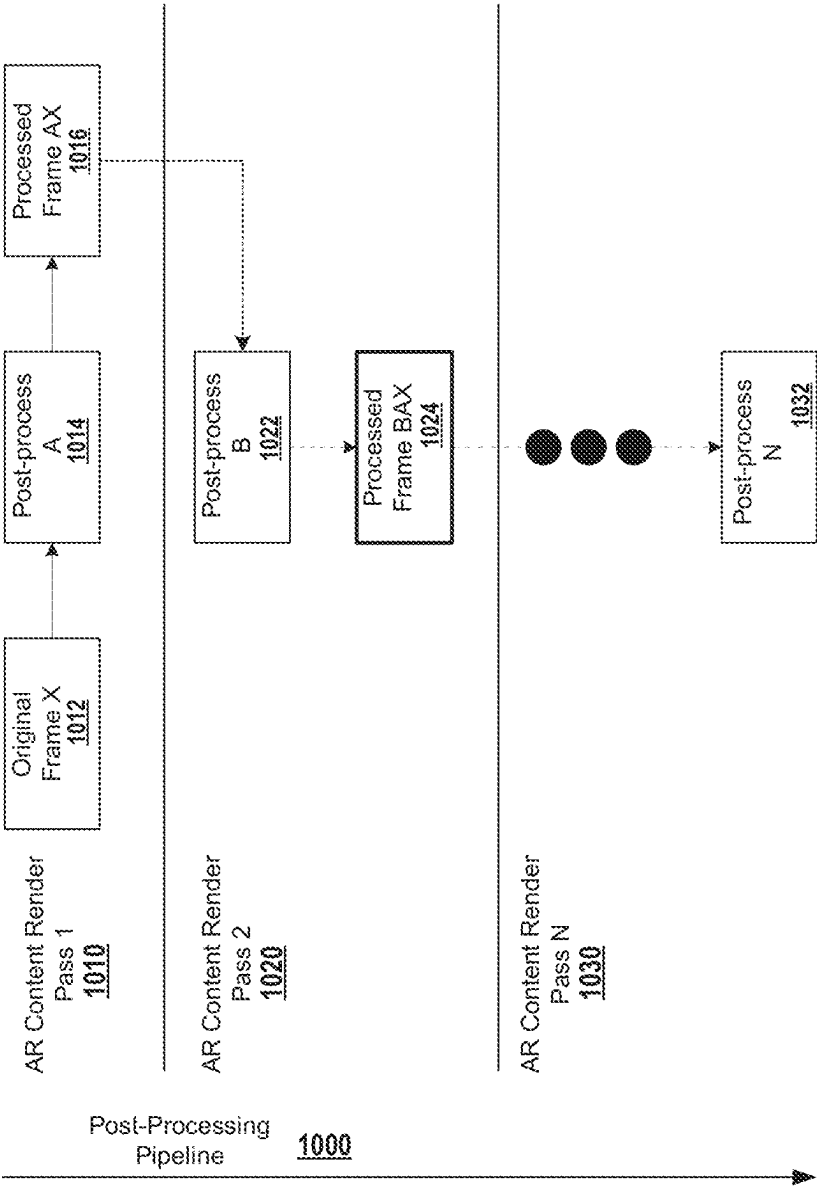 Post-Processing
Pipeline
1000
AR Content Render
Pass 1
1010
Original
Frame X
1012
Post-process
A
1014
Processed
Frame AX
1016
AR Content Render
Pass 2
1020
Post-process
B
1022
Processed
Frame BAX
1024
AR Content Render
Pass N
1030
Post-process
N
1032